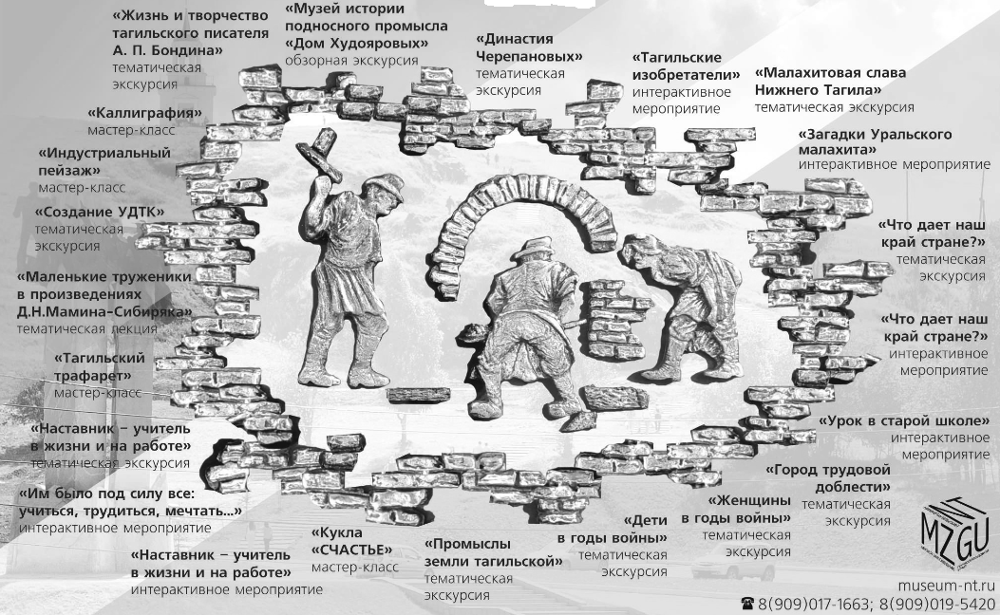 «Жизнь и творчество
тагильского писателя
А. П. Бондина»
тематическая
экскурсия
«Музей истории
подносного промысла
«Дом Худояровых»
обзорная экскурсия
«Династия
Черепановых»
тематическая
экскурсия
«Тагильские
изобретатели»
интерактивное
мероприятие
«Малахитовая слава
Нижнего Тагила»
тематическая экскурсия
«Загадки Уральского
малахита»
интерактивное мероприятие
«Каллиграфия»
мастер-класс
«Индустриальный
пейзаж»
мастер-класс
«Создание УДТК»
тематическая
экскурсия
«Маленькие труженики
в произведениях
Д.Н.Мамина-Сибиряка»
тематическая лекция
«Тагильский
трафарет»
мастер-класс
«Наставник – учитель
в жизни и на работе»
тематическая экскурсия
«Им было под силу все:
учиться, трудиться, мечтать...»
интерактивное мероприятие
«Наставник – учитель
в жизни и на работе»
интерактивное мероприятие
«Кукла
«СЧАСТЬЕ»
мастер-класс
«Промыслы
земли тагильской»
тематическая
экскурсия
«Дети
в годы войны»
тематическая
экскурсия
«Женщины
в годы войны»
тематическая
экскурсия
«Город трудовой
доблести»
тематическая
экскурсия
«Урок в старой школе»
интерактивное
мероприятие
«Что дает наш
край стране?»
интерактивное
мероприятие
«Что дает наш
край стране?»
тематическая
экскурсия
MZGU
museum-nt.ru
☎ 8(909)017-1663; 8(909)019-5420